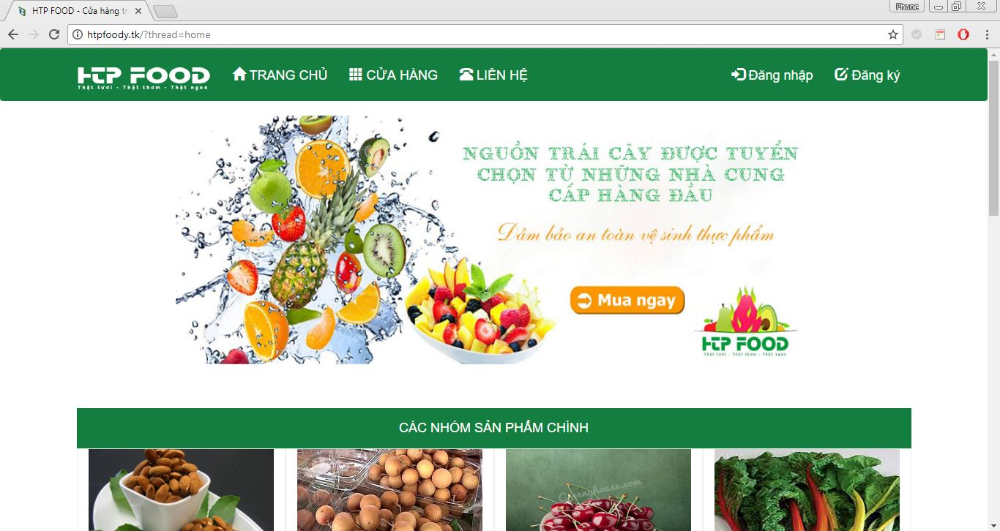 HTP FOOD - Cửa hàng tr
Phuoc
htpfoody.tk/?thread=home
HTP FOOD
Thật tươi - Thật thơm - Thật ngon
TRANG CHỦ
CỬA HÀNG
LIÊN HỆ
Đăng nhập
Đăng ký
NGUỒN TRÁI CÂY ĐƯỢC TUYỂN
CHỌN TỪ NHỮNG NHÀ CUNG
CẤP HÀNG ĐẦU
Đảm bảo an toàn vệ sinh thực phẩm
Mua ngay
HTP FOOD
Thật tươi - Thật thơm - Thật ngon
CÁC NHÓM SẢN PHẨM CHÍNH
Greenyhouse.com